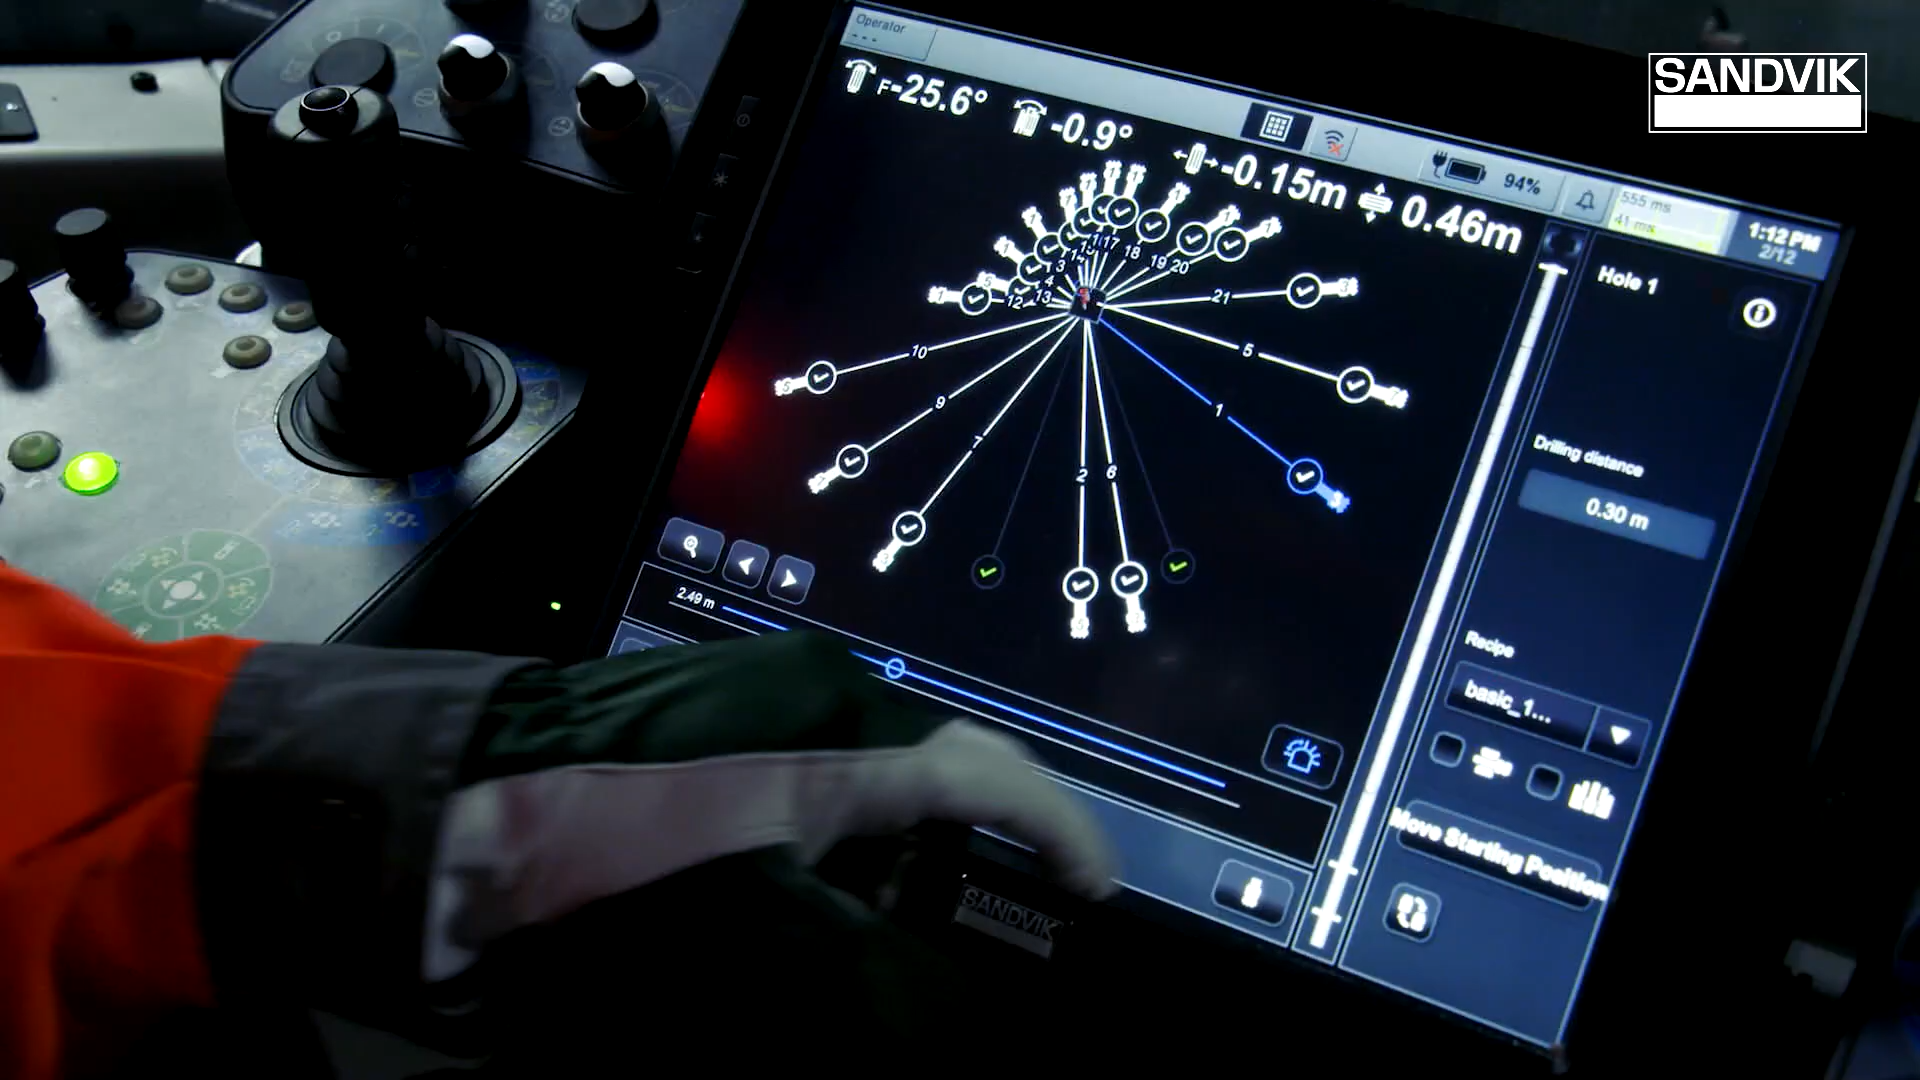 SANDVIK
Operator
---
F-25.6°
-0.9°
-0.15m
0.46m
94%
555 ms
41 ms
1:12 PM
2/12
Hole 1
Drilling distance
0.30 m
Recipe
basic_1...
Move Starting Position
17
18
19
20
21
3
4
12
13
10
5
9
1
7
2
6
2.49 m
SANDVIK